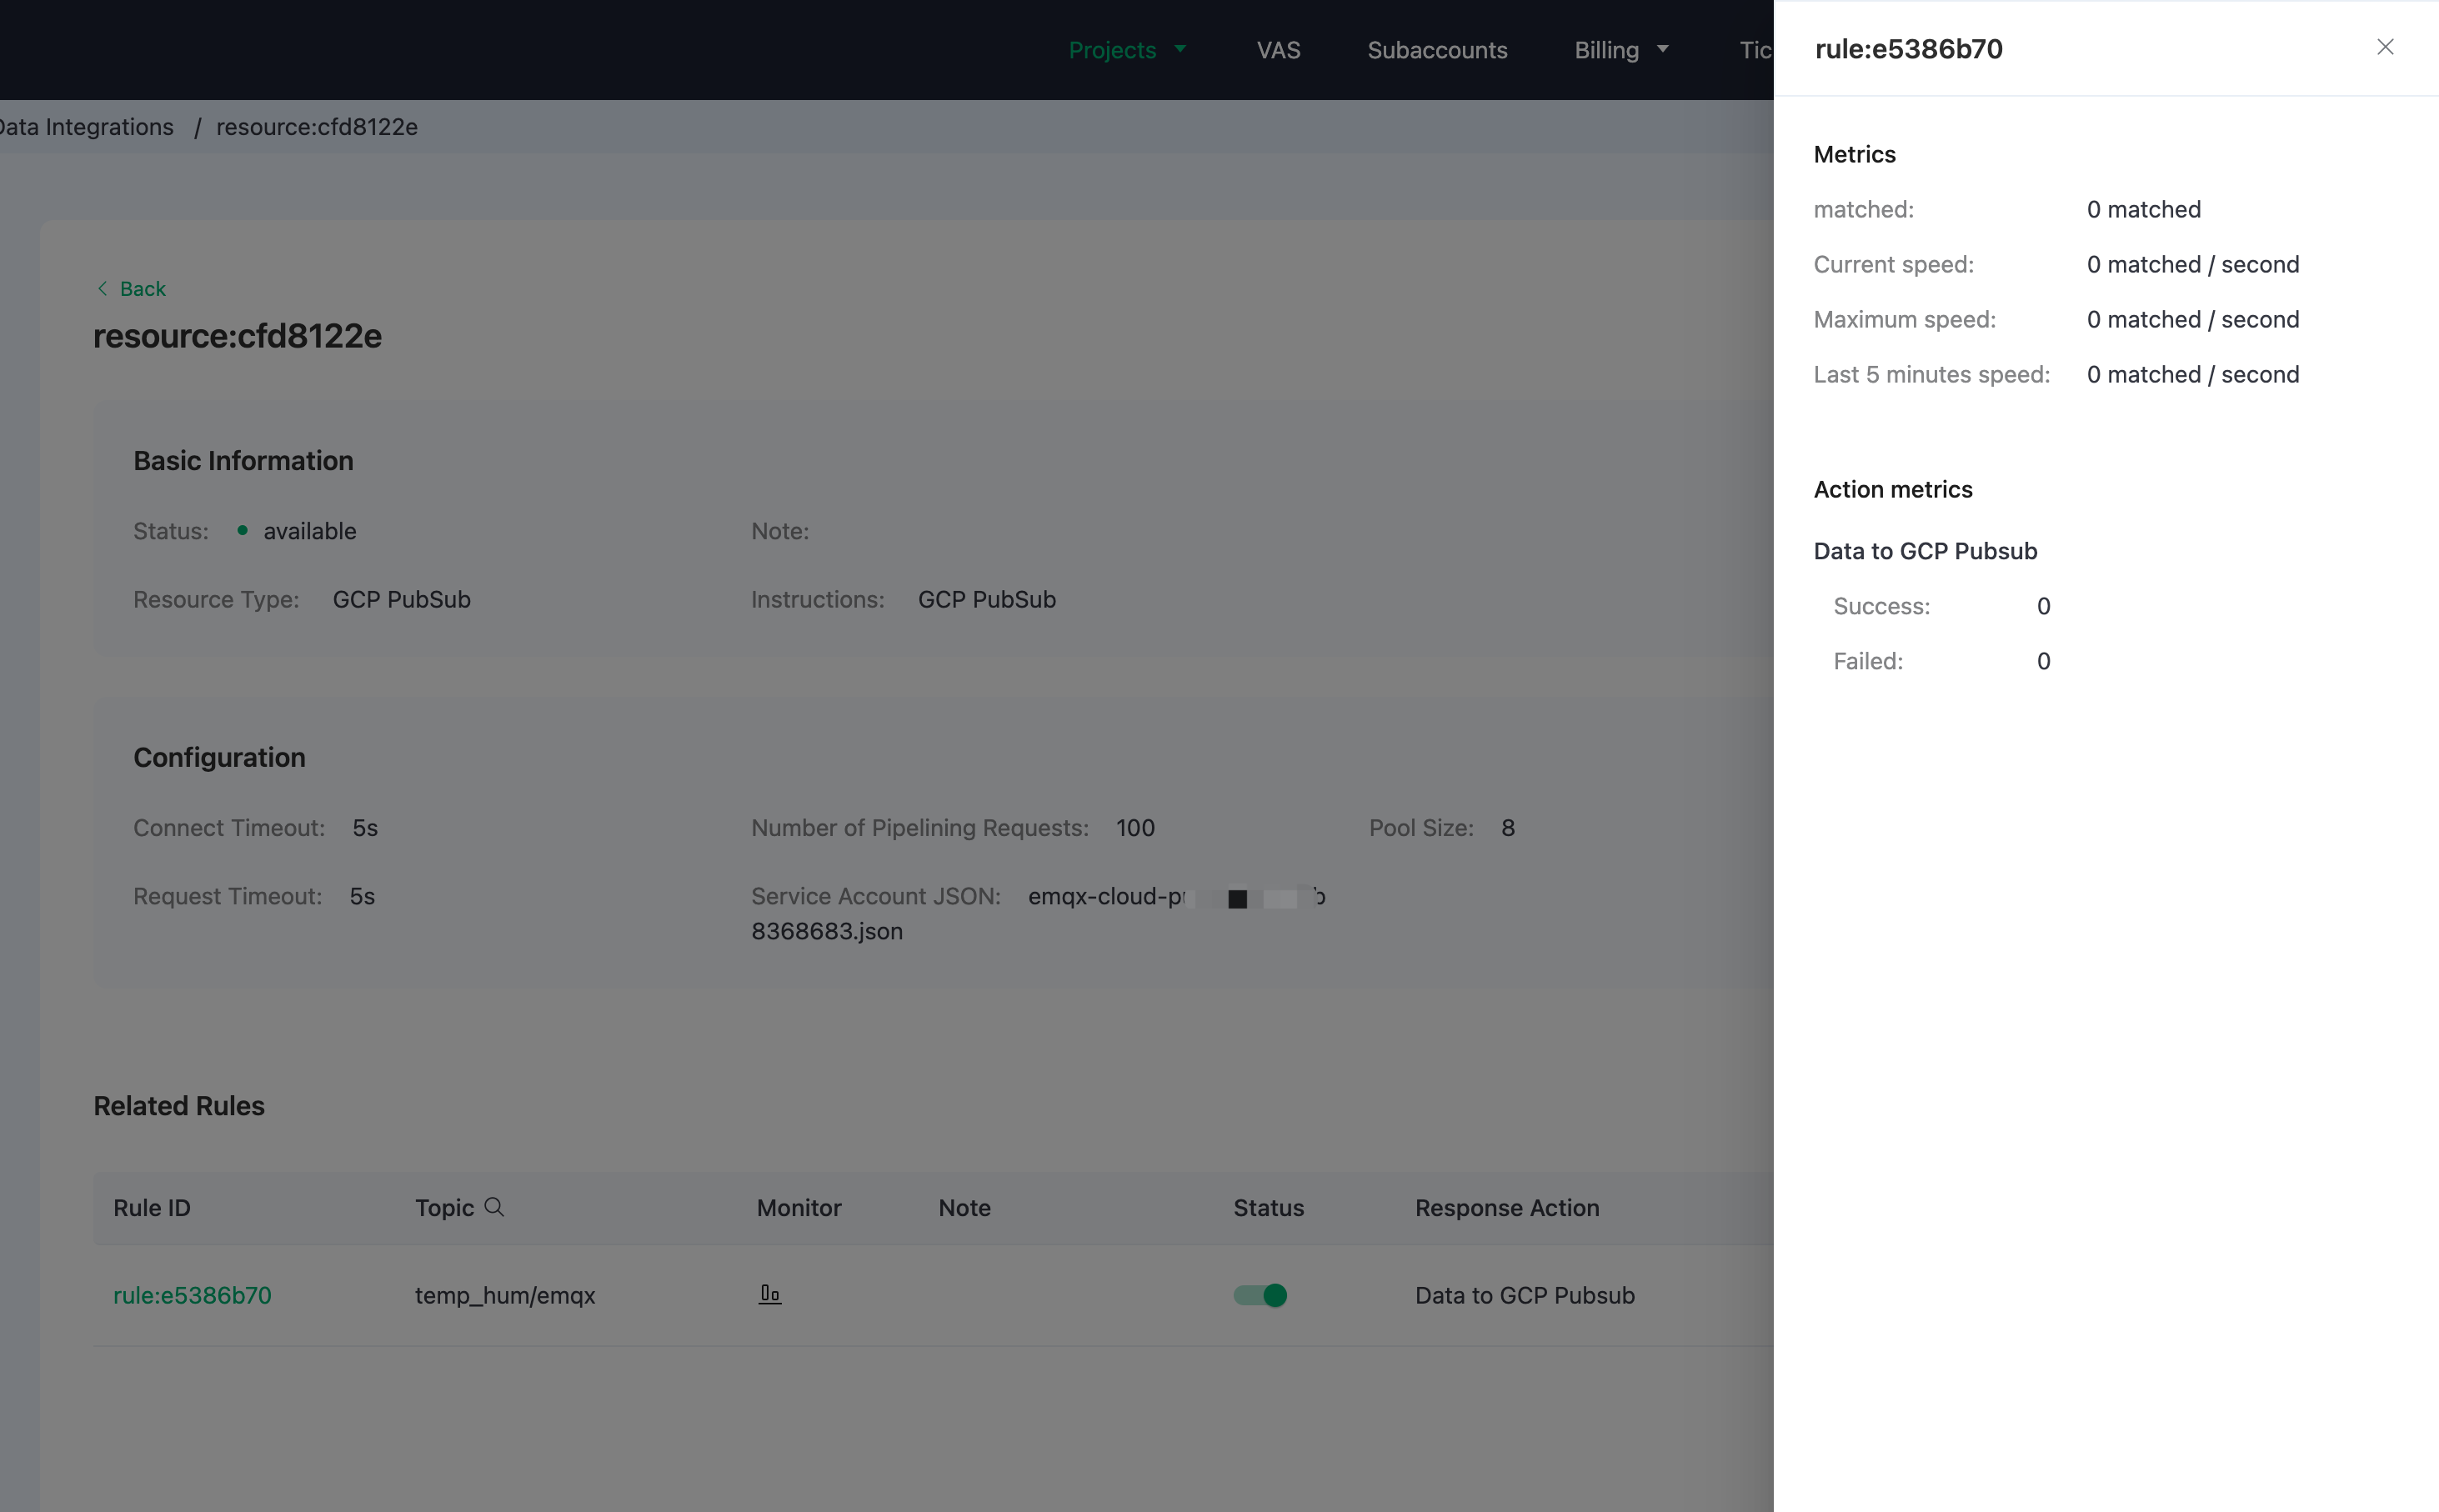 Projects VAS Subaccounts Billing Tic
Data Integrations / resource:cfd8122e
Back
resource:cfd8122e
Basic Information
Status: available Note:
Resource Type: GCP PubSub Instructions: GCP PubSub
Configuration
Connect Timeout: 5s Number of Pipelining Requests: 100 Pool Size: 8
Request Timeout: 5s Service Account JSON: emqx-cloud-p b
8368683.json
Related Rules
Rule ID Topic Monitor Note Status Response Action
rule:e5386b70 temp_hum/emqx Data to GCP Pubsub
rule:e5386b70
Metrics
matched: 0 matched
Current speed: 0 matched / second
Maximum speed: 0 matched / second
Last 5 minutes speed: 0 matched / second
Action metrics
Data to GCP Pubsub
Success: 0
Failed: 0